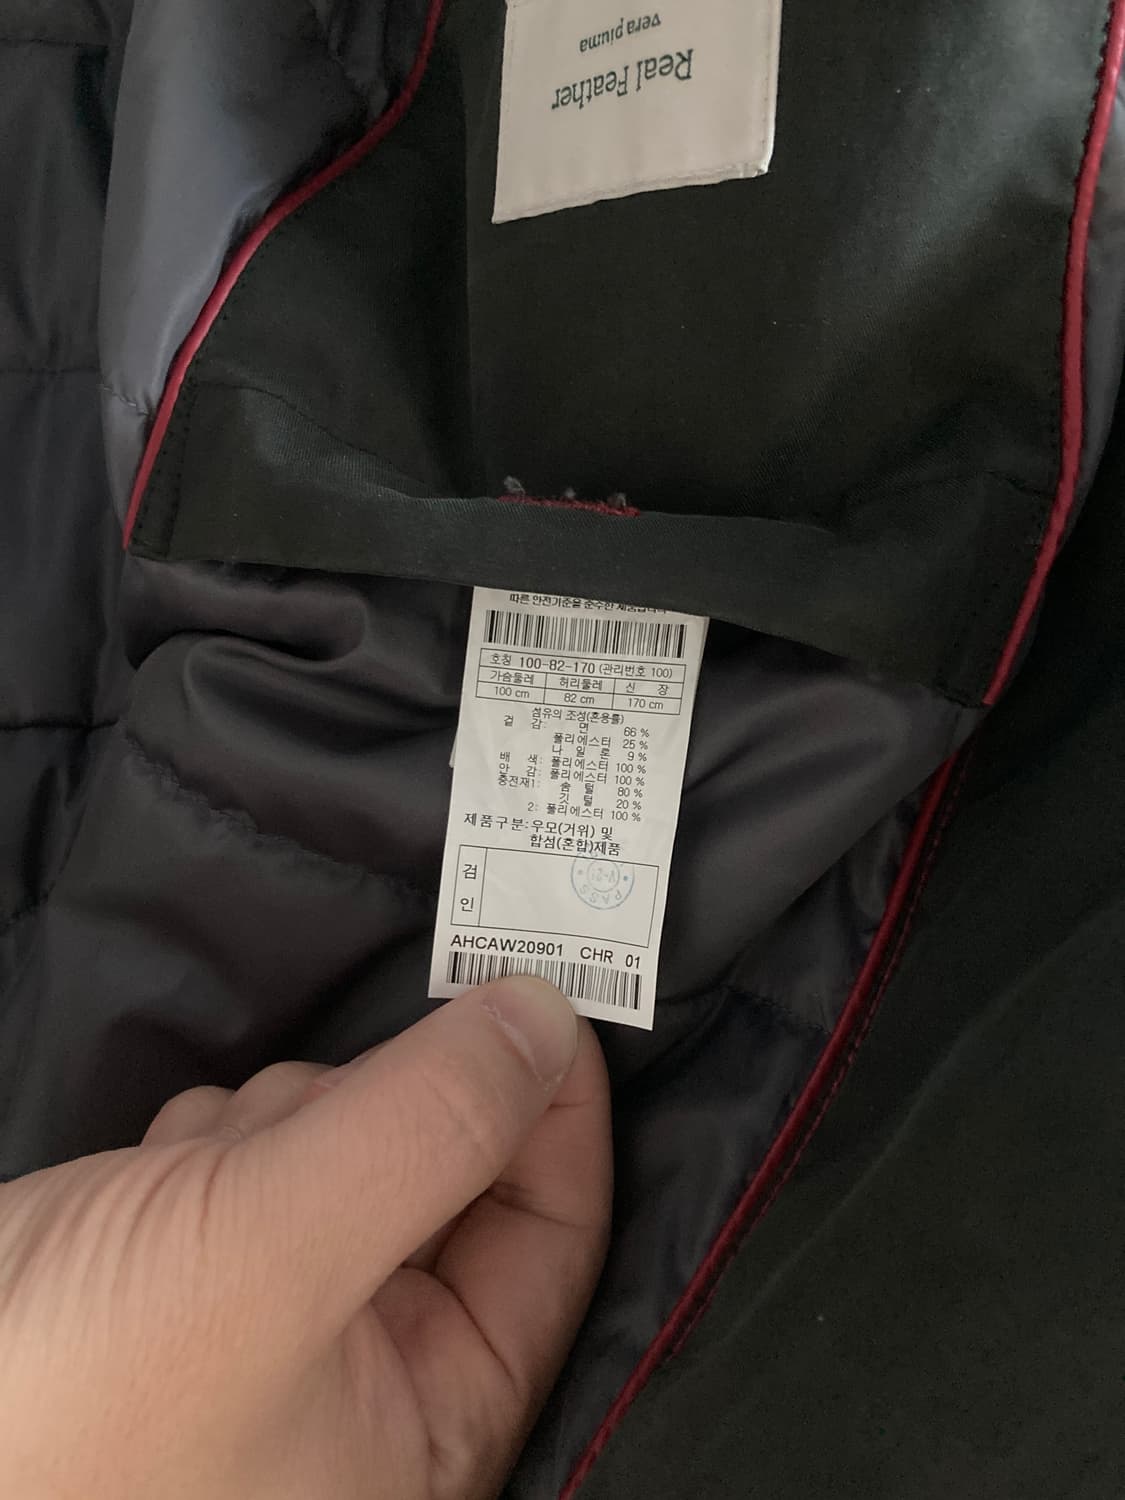 Real Feather
vera piuma
따른 안전기준을 준수한 제품입니다
호칭 100-82-170 (관리번호 100)
가슴둘레 허리둘레 신 장
100 cm 82 cm 170 cm
섬유의 조성(혼용률)
겉 감: 면 66 %
폴리에스터 25 %
나 일 론 9 %
배 색: 폴리에스터 100 %
안 감: 폴리에스터 100 %
충전재1: 솜 털 80 %
깃 털 20 %
2: 폴리에스터 100 %
제품구분:우모(거위) 및
합섬(혼합)제품
검
인
PASS
AHCAW20901 CHR 01